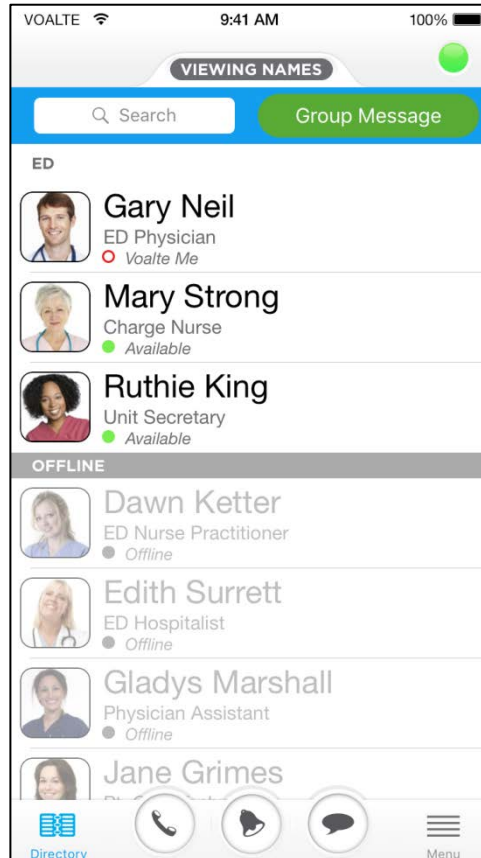 VOALTE 9:41 AM 100%
VIEWING NAMES
Search Group Message
ED
Gary Neil
ED Physician
Voalte Me
Mary Strong
Charge Nurse
Available
Ruthie King
Unit Secretary
Available
OFFLINE
Dawn Ketter
ED Nurse Practitioner
Offline
Edith Surrett
ED Hospitalist
Offline
Gladys Marshall
Physician Assistant
Offline
Jane Grimes
Directory Menu